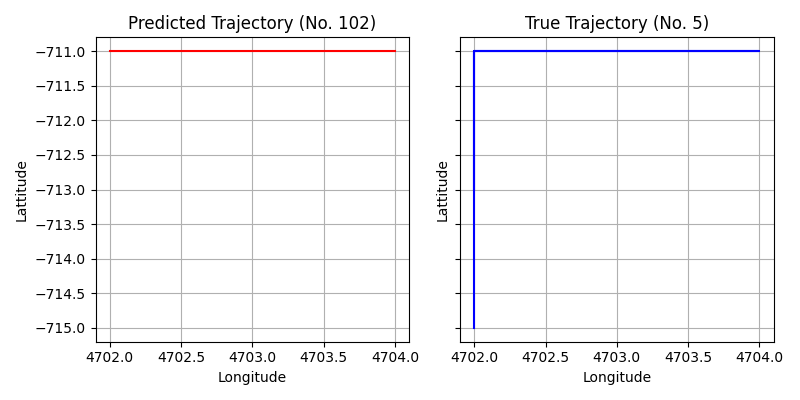 Predicted Trajectory (No. 102)
True Trajectory (No. 5)
−711.0
−711.5
−712.0
−712.5
−713.0
−713.5
−714.0
−714.5
−715.0
Lattitude
Lattitude
4702.0 4702.5 4703.0 4703.5 4704.0
4702.0 4702.5 4703.0 4703.5 4704.0
Longitude
Longitude